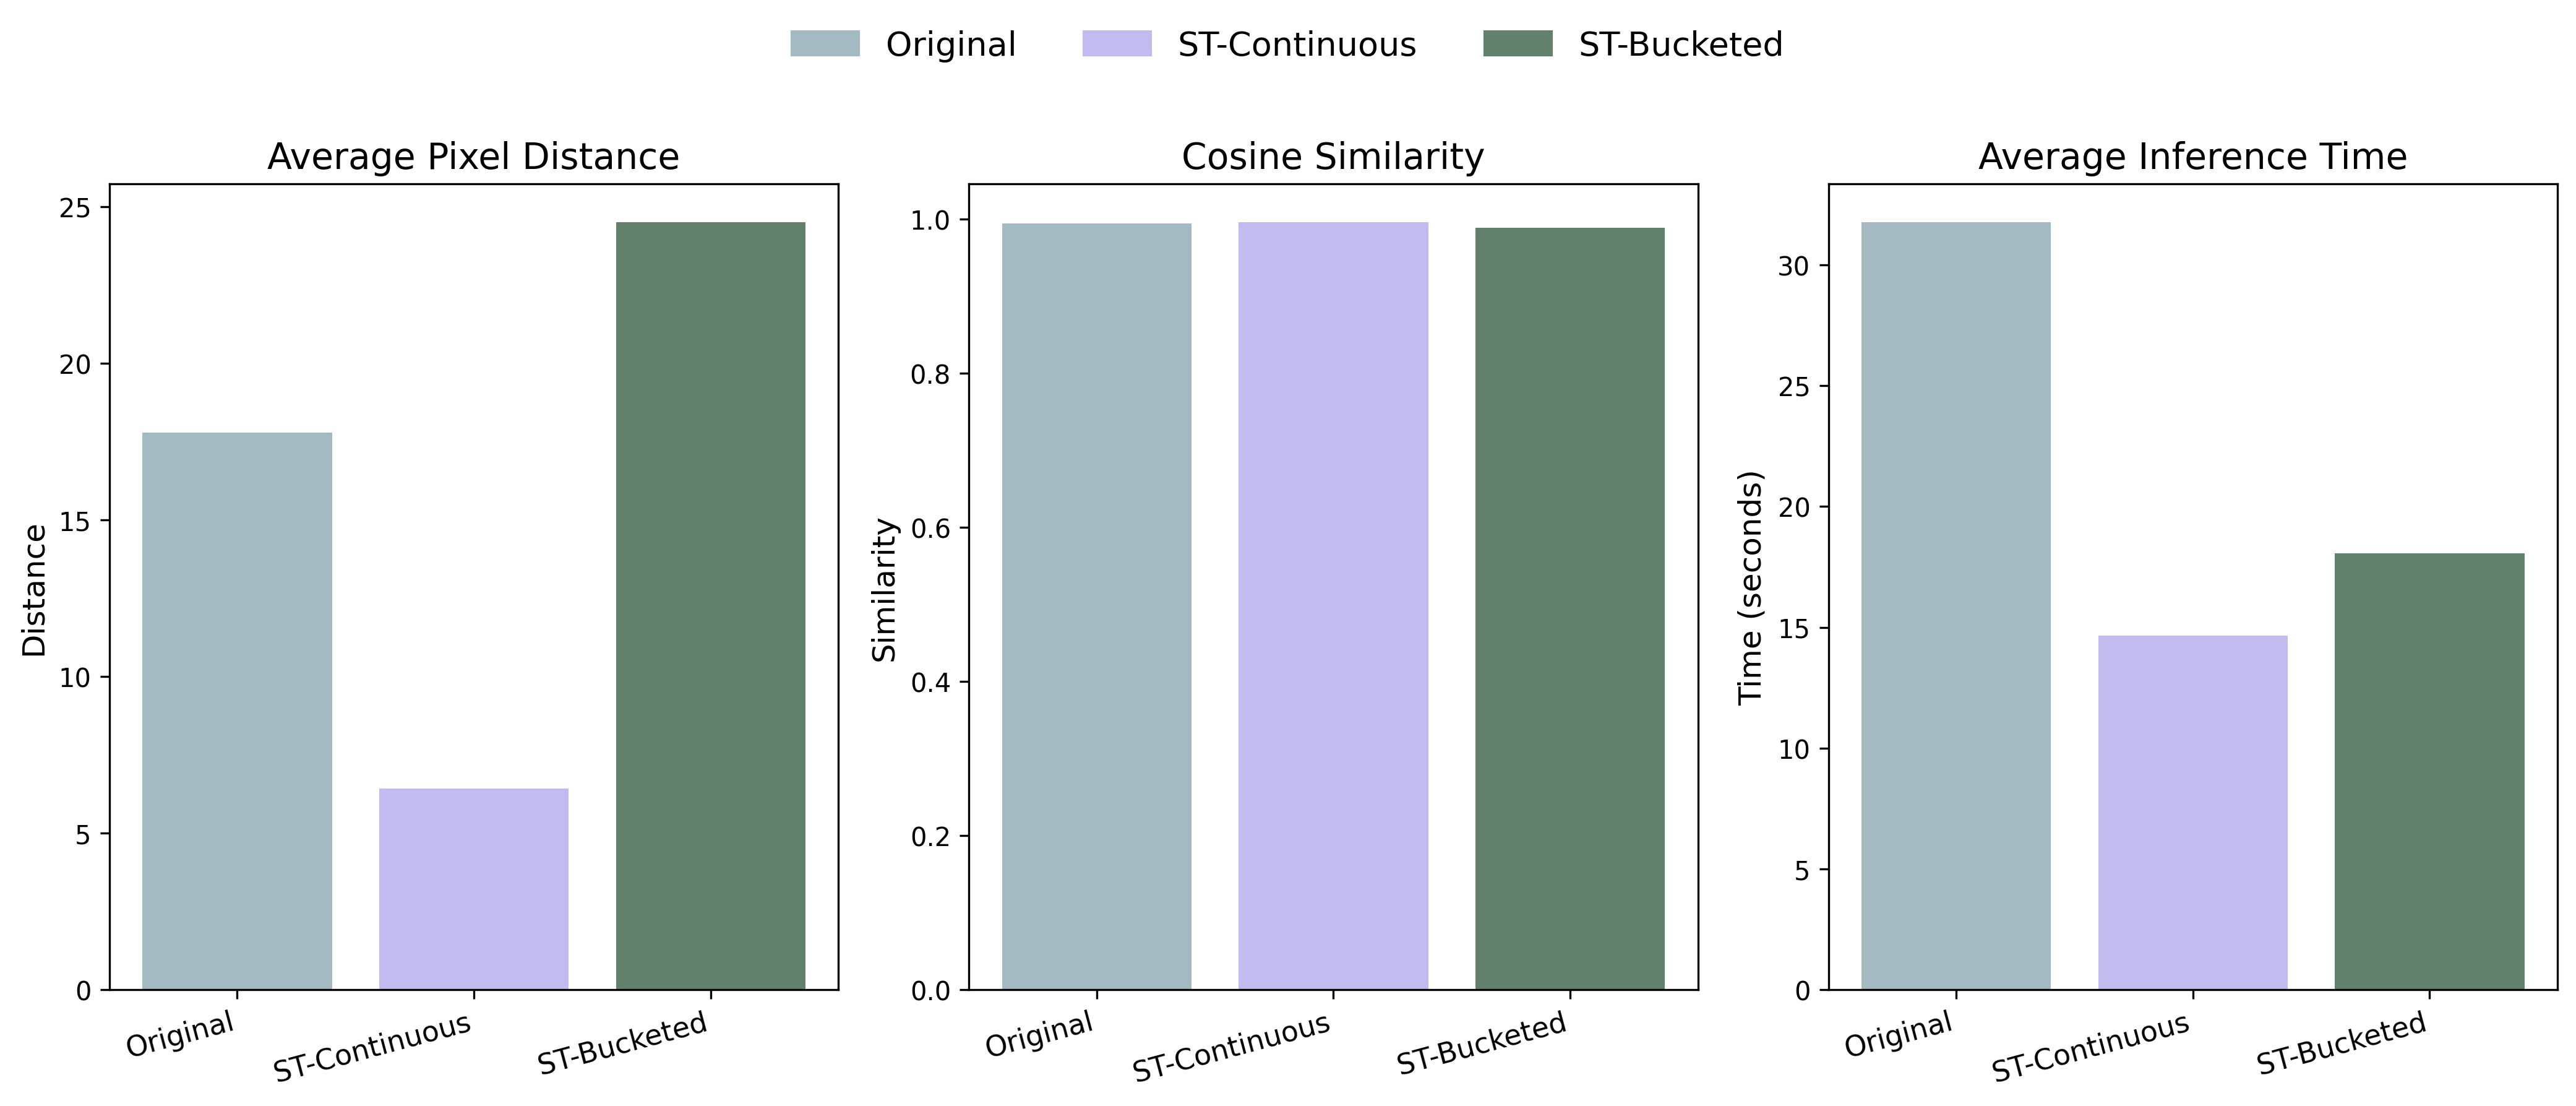 Original ST-Continuous ST-Bucketed
Average Pixel Distance
Distance
25
20
15
10
5
0
Original ST-Continuous ST-Bucketed
Cosine Similarity
Similarity
1.0
0.8
0.6
0.4
0.2
0.0
Original ST-Continuous ST-Bucketed
Average Inference Time
Time (seconds)
30
25
20
15
10
5
0
Original ST-Continuous ST-Bucketed